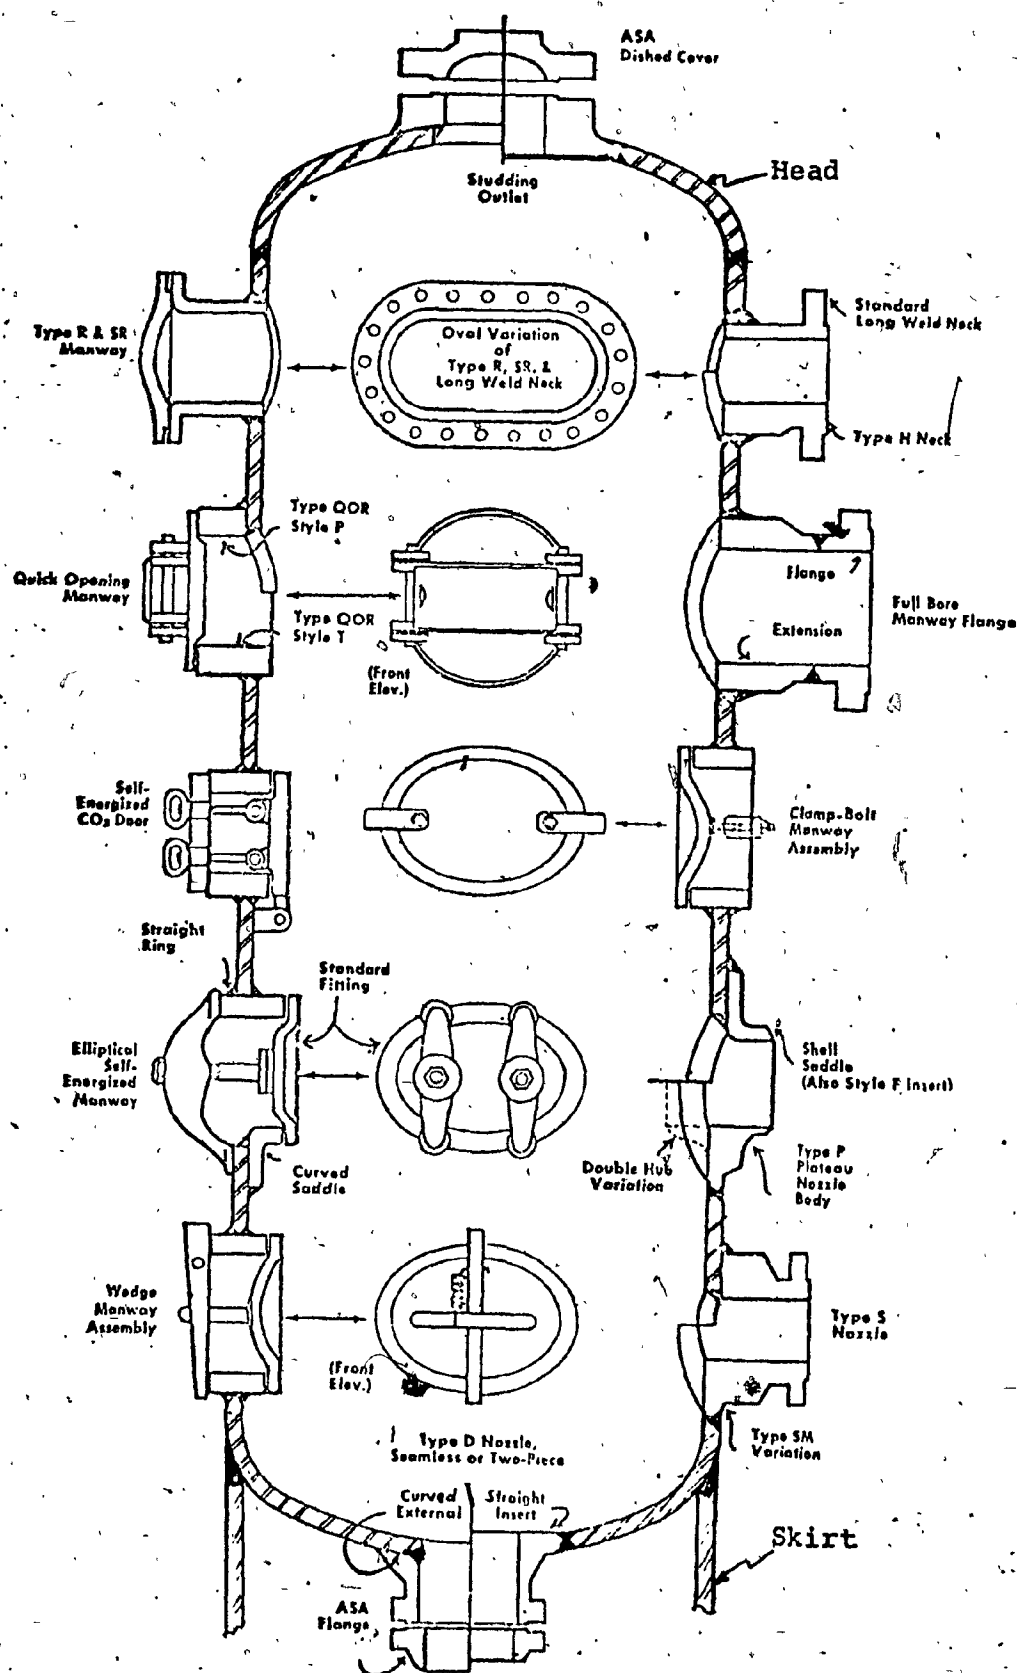 ASA
Dished Cover
Studding
Outlet
Head
Type R & SR
Manway
Oval Variation
of
Type R, SR, &
Long Weld Neck
Standard
Long Weld Neck
Type H Neck
Type QOR
Style P
Quick Opening
Manway
Type QOR
Style T
(Front
Elev.)
Flange
Extension
Full Bore
Manway Flange
Self-
Energized
CO₂ Door
Clamp-Bolt
Manway
Assembly
Straight
Ring
Standard
Fitting
Elliptical
Self-
Energized
Manway
Curved
Saddle
Shell
Saddle
(Also Style F Insert)
Double Hub
Variation
Type P
Plateau
Nozzle
Body
Wedge
Manway
Assembly
(Front
Elev.)
Type S
Nozzle
Type SM
Variation
Type D Nozzle,
Seamless or Two-Piece
Curved
External
Straight
Insert
Skirt
ASA
Flange